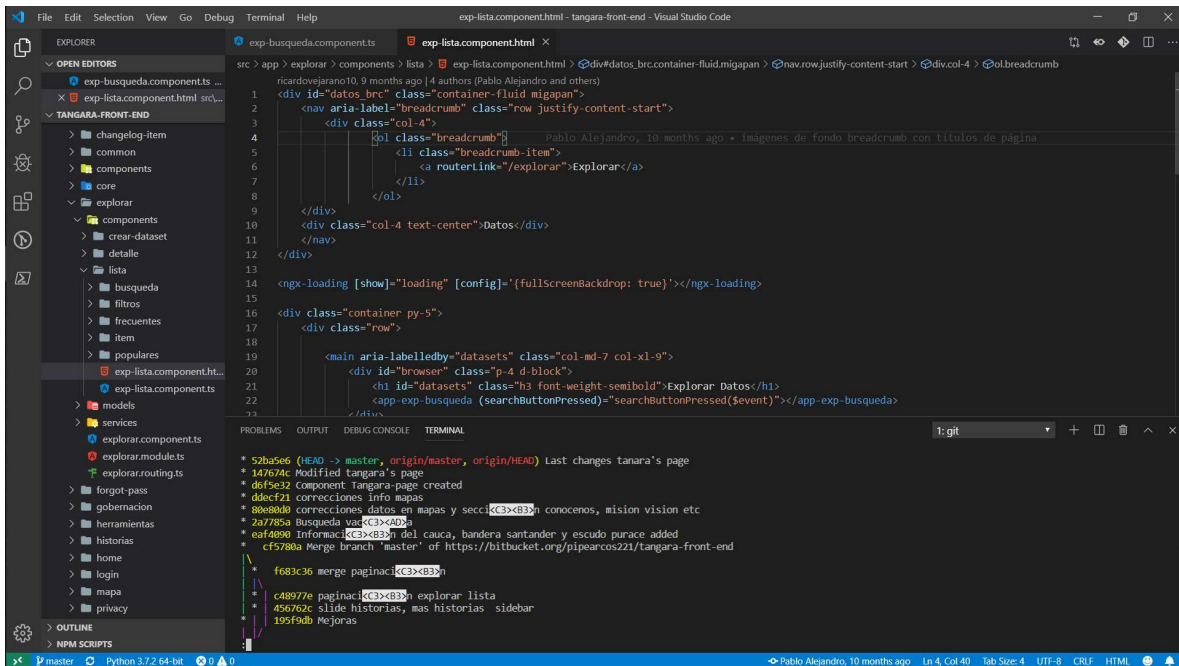 File Edit Selection View Go Debug Terminal Help
exp-lista.component.html - tangara-front-end - Visual Studio Code
EXPLORER
OPEN EDITORS
exp-busqueda.component.ts ...
exp-lista.component.html src\...
TANGARA-FRONT-END
changelog-item
common
components
core
explorar
components
crear-dataset
detalle
lista
busqueda
filtros
frecuentes
item
populares
exp-lista.component.ht...
exp-lista.component.ts
models
services
explorar.component.ts
explorar.module.ts
explorar.routing.ts
forgot-pass
gobernacion
herramientas
historias
home
login
mapa
privacy
OUTLINE
NPM SCRIPTS
exp-busqueda.component.ts exp-lista.component.html
src > app > explorar > components > lista > exp-lista.component.html > div#datos_brc.container-fluid.migapan > nav.row.justify-content-start > div.col-4 > ol.breadcrumb
ricardovejarano10, 9 months ago | 4 authors (Pablo Alejandro and others)
1 <div id="datos_brc" class="container-fluid migapan">
2 <nav aria-label="breadcrumb" class="row justify-content-start">
3 <div class="col-4">
4 <ol class="breadcrumb"> Pablo Alejandro, 10 months ago • imágenes de fondo breadcrumb con títulos de página
5 <li class="breadcrumb-item">
6 <a routerLink="/explorar">Explorar</a>
7 </li>
8 </ol>
9 </div>
10 <div class="col-4 text-center">Datos</div>
11 </nav>
12 </div>
13
14 <ngx-loading [show]="loading" [config]='{fullScreenBackdrop: true}'></ngx-loading>
15
16 <div class="container py-5">
17 <div class="row">
18
19 <main aria-labelledby="datasets" class="col-md-7 col-xl-9">
20 <div id="browser" class="p-4 d-block">
21 <h1 id="datasets" class="h3 font-weight-semibold">Explorar Datos</h1>
22 <app-exp-busqueda (searchButtonPressed)="searchButtonPressed($event)"></app-exp-busqueda>
23 </div>
PROBLEMS OUTPUT DEBUG CONSOLE TERMINAL 1: git
* 52ba5e6 (HEAD -> master, origin/master, origin/HEAD) Last changes tanara's page
* 147674c Modified tangara's page
* d6f5e32 Component Tangara-page created
* ddecf21 correcciones info mapas
* 80e80d0 correcciones datos en mapas y secci<C3><B3>n conocenos, mision vision etc
* 2a7785a Busqueda vac<C3><AD>a
* eaf4090 Informaci<C3><B3>n del cauca, bandera santander y escudo purace added
* cf5780a Merge branch 'master' of https://bitbucket.org/pipearcos221/tangara-front-end
|\
| * f683c36 merge paginaci<C3><B3>n
| |\
| * | c48977e paginaci<C3><B3>n explorar lista
| * | 456762c slide historias, mas historias sidebar
* | | 195f9db Mejoras
| |/
:
master Python 3.7.2 64-bit 0 0 Pablo Alejandro, 10 months ago Ln 4, Col 40 Tab Size: 4 UTF-8 CRLF HTML